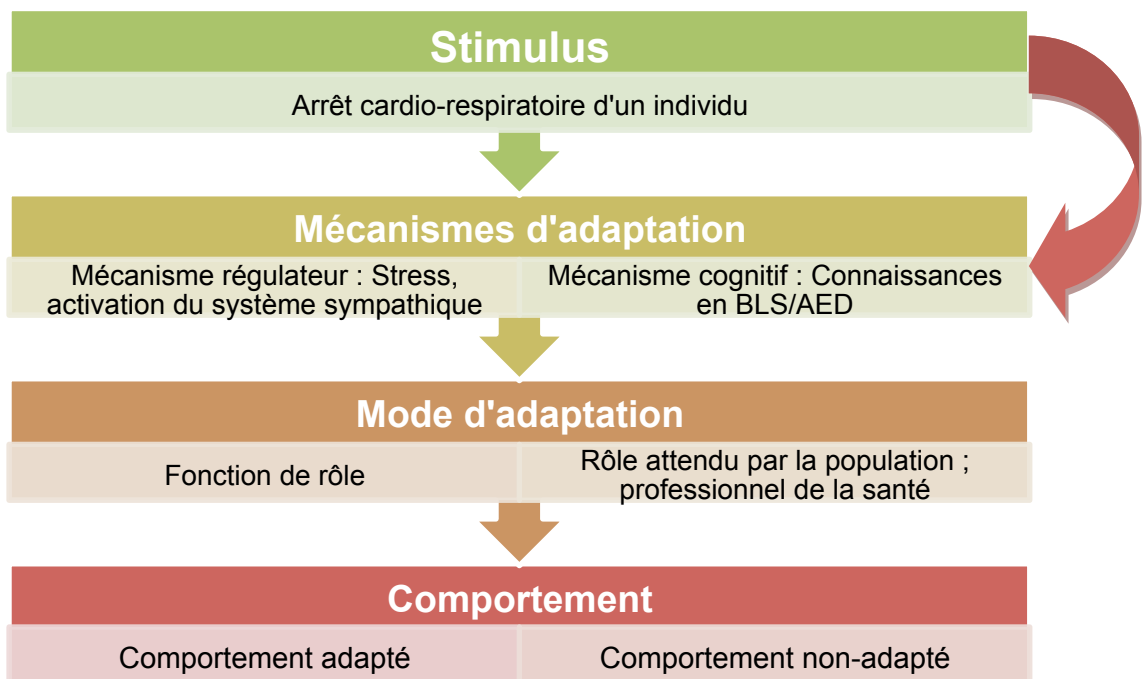 Stimulus
Arrêt cardio-respiratoire d'un individu
Mécanismes d'adaptation
Mécanisme régulateur : Stress,
activation du système sympathique
Mécanisme cognitif : Connaissances
en BLS/AED
Mode d'adaptation
Fonction de rôle
Rôle attendu par la population ;
professionnel de la santé
Comportement
Comportement adapté
Comportement non-adapté